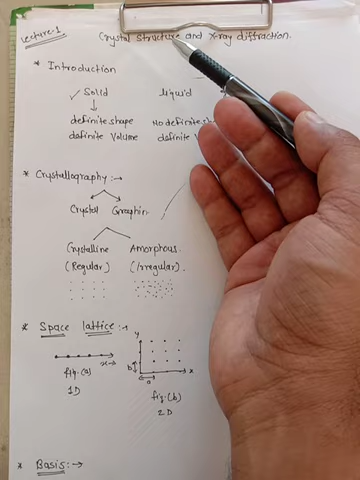 Lecture:-1
Crystal structure and X-ray diffraction.
* Introduction
✓ Solid liquid
↓
definite shape No definite
definite Volume definite
* Crystallography :→
Crystal Graphin
Crystalline Amorphous
(Regular) (Irregular).
* Space lattice :→
y
b
x→ a x
fig:(a) fig:(b)
1D 2D
* Basis:→